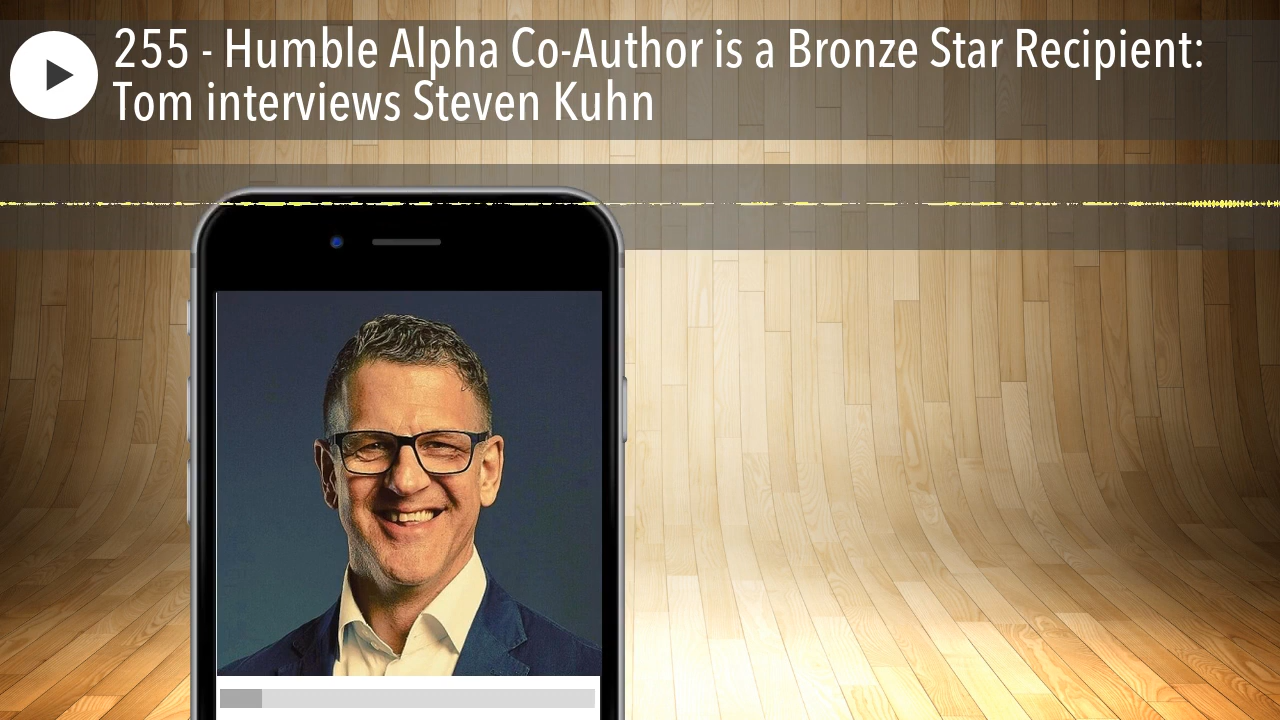 255 - Humble Alpha Co-Author is a Bronze Star Recipient:
Tom interviews Steven Kuhn